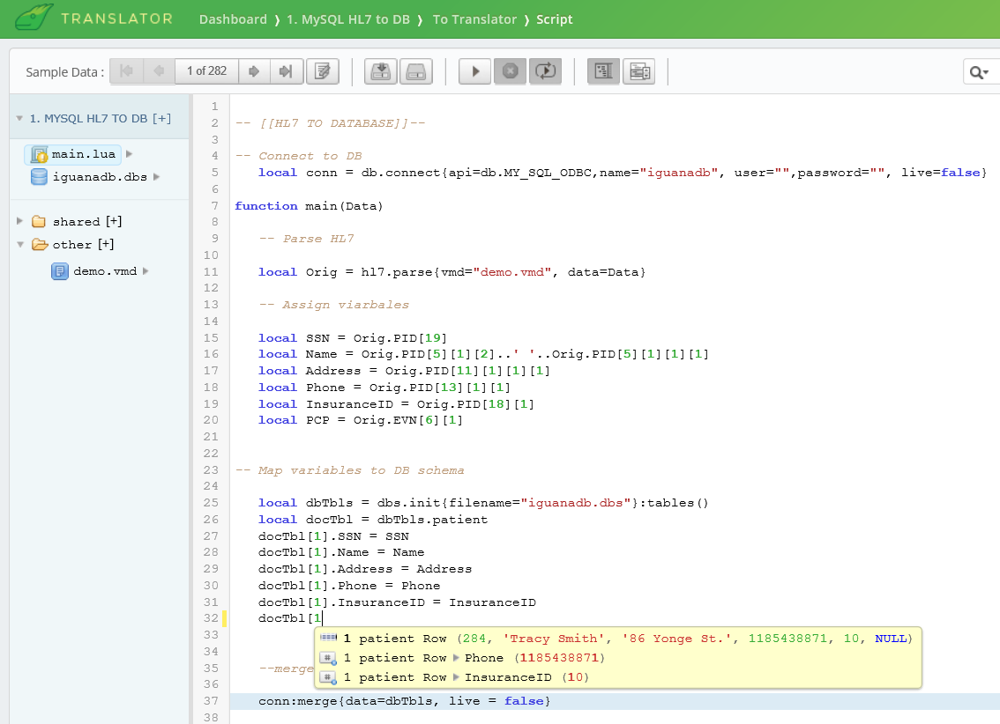 TRANSLATOR Dashboard ❯ 1. MySQL HL7 to DB ❯ To Translator ❯ Script
Sample Data : 1 of 282
1. MYSQL HL7 TO DB [+]
main.lua
iguanadb.dbs
shared [+]
other [+]
demo.vmd
1
2 -- [[HL7 TO DATABASE]]--
3
4 -- Connect to DB
5 local conn = db.connect{api=db.MY_SQL_ODBC,name="iguanadb", user="",password="", live=false}
6
7 function main(Data)
8
9 -- Parse HL7
10
11 local Orig = hl7.parse{vmd="demo.vmd", data=Data}
12
13 -- Assign viarbales
14
15 local SSN = Orig.PID[19]
16 local Name = Orig.PID[5][1][2]..' '..Orig.PID[5][1][1][1]
17 local Address = Orig.PID[11][1][1][1]
18 local Phone = Orig.PID[13][1][1]
19 local InsuranceID = Orig.PID[18][1]
20 local PCP = Orig.EVN[6][1]
21
22
23 -- Map variables to DB schema
24
25 local dbTbls = dbs.init{filename="iguanadb.dbs"}:tables()
26 local docTbl = dbTbls.patient
27 docTbl[1].SSN = SSN
28 docTbl[1].Name = Name
29 docTbl[1].Address = Address
30 docTbl[1].Phone = Phone
31 docTbl[1].InsuranceID = InsuranceID
32 docTbl[1
33 1 patient Row (284, 'Tracy Smith', '86 Yonge St.', 1185438871, 10, NULL)
34 1 patient Row Phone (1185438871)
35 --merge 1 patient Row InsuranceID (10)
36
37 conn:merge{data=dbTbls, live = false}
38